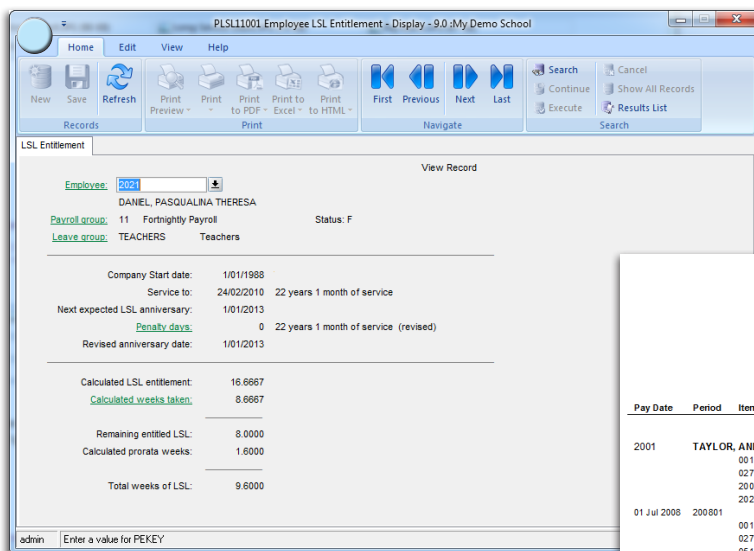 PLSL11001 Employee LSL Entitlement - Display - 9.0 :My Demo School
Home Edit View Help
New Save Refresh Print Preview Print Print to PDF Print to Excel Print to HTML First Previous Next Last Search Cancel
Continue Show All Records
Execute Results List
Records Print Navigate Search
LSL Entitlement
View Record
Employee: 2021
DANIEL, PASQUALINA THERESA
Payroll group: 11 Fortnightly Payroll Status: F
Leave group: TEACHERS Teachers
Company Start date: 1/01/1988
Service to: 24/02/2010 22 years 1 month of service
Next expected LSL anniversary: 1/01/2013
Penalty days: 0 22 years 1 month of service (revised)
Revised anniversary date: 1/01/2013
Calculated LSL entitlement: 16.6667
Calculated weeks taken: 8.6667
Remaining entitled LSL: 8.0000
Calculated prorata weeks: 1.6000
Total weeks of LSL: 9.6000
admin Enter a value for PEKEY
Pay Date Period
2001 TAYLOR,
001
027
200
202
01 Jul 2008 200801
001
027